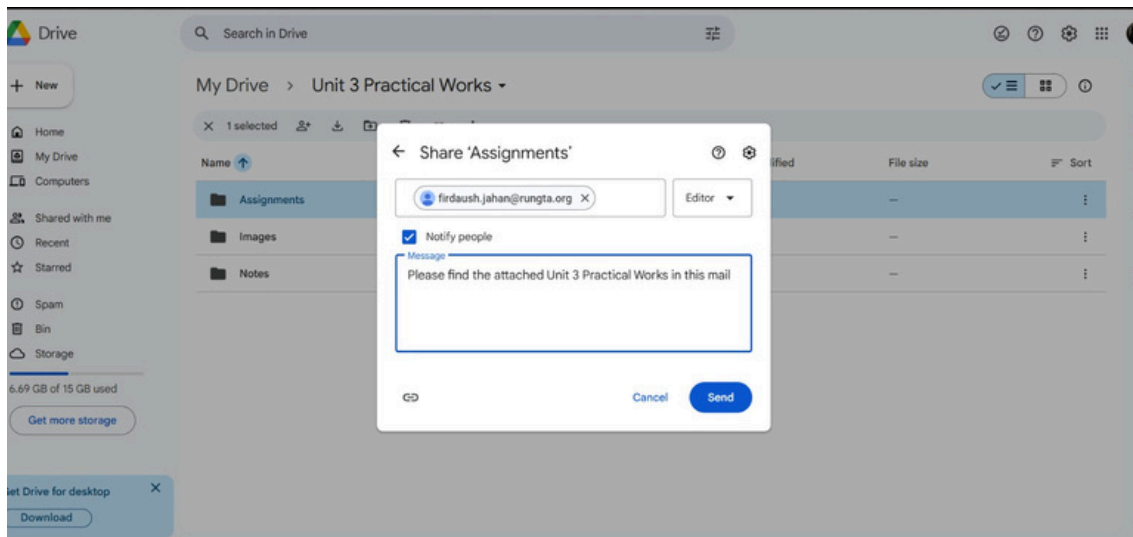 Drive
Search in Drive
New
My Drive > Unit 3 Practical Works
Home
My Drive
Computers
Shared with me
Recent
Starred
Spam
Bin
Storage
6.69 GB of 15 GB used
Get more storage
Get Drive for desktop
Download
1 selected
Name
File size
Sort
Assignments
–
Images
–
Notes
–
Share 'Assignments'
firdaush.jahan@rungta.org
Editor
Notify people
Message
Please find the attached Unit 3 Practical Works in this mail
Cancel
Send